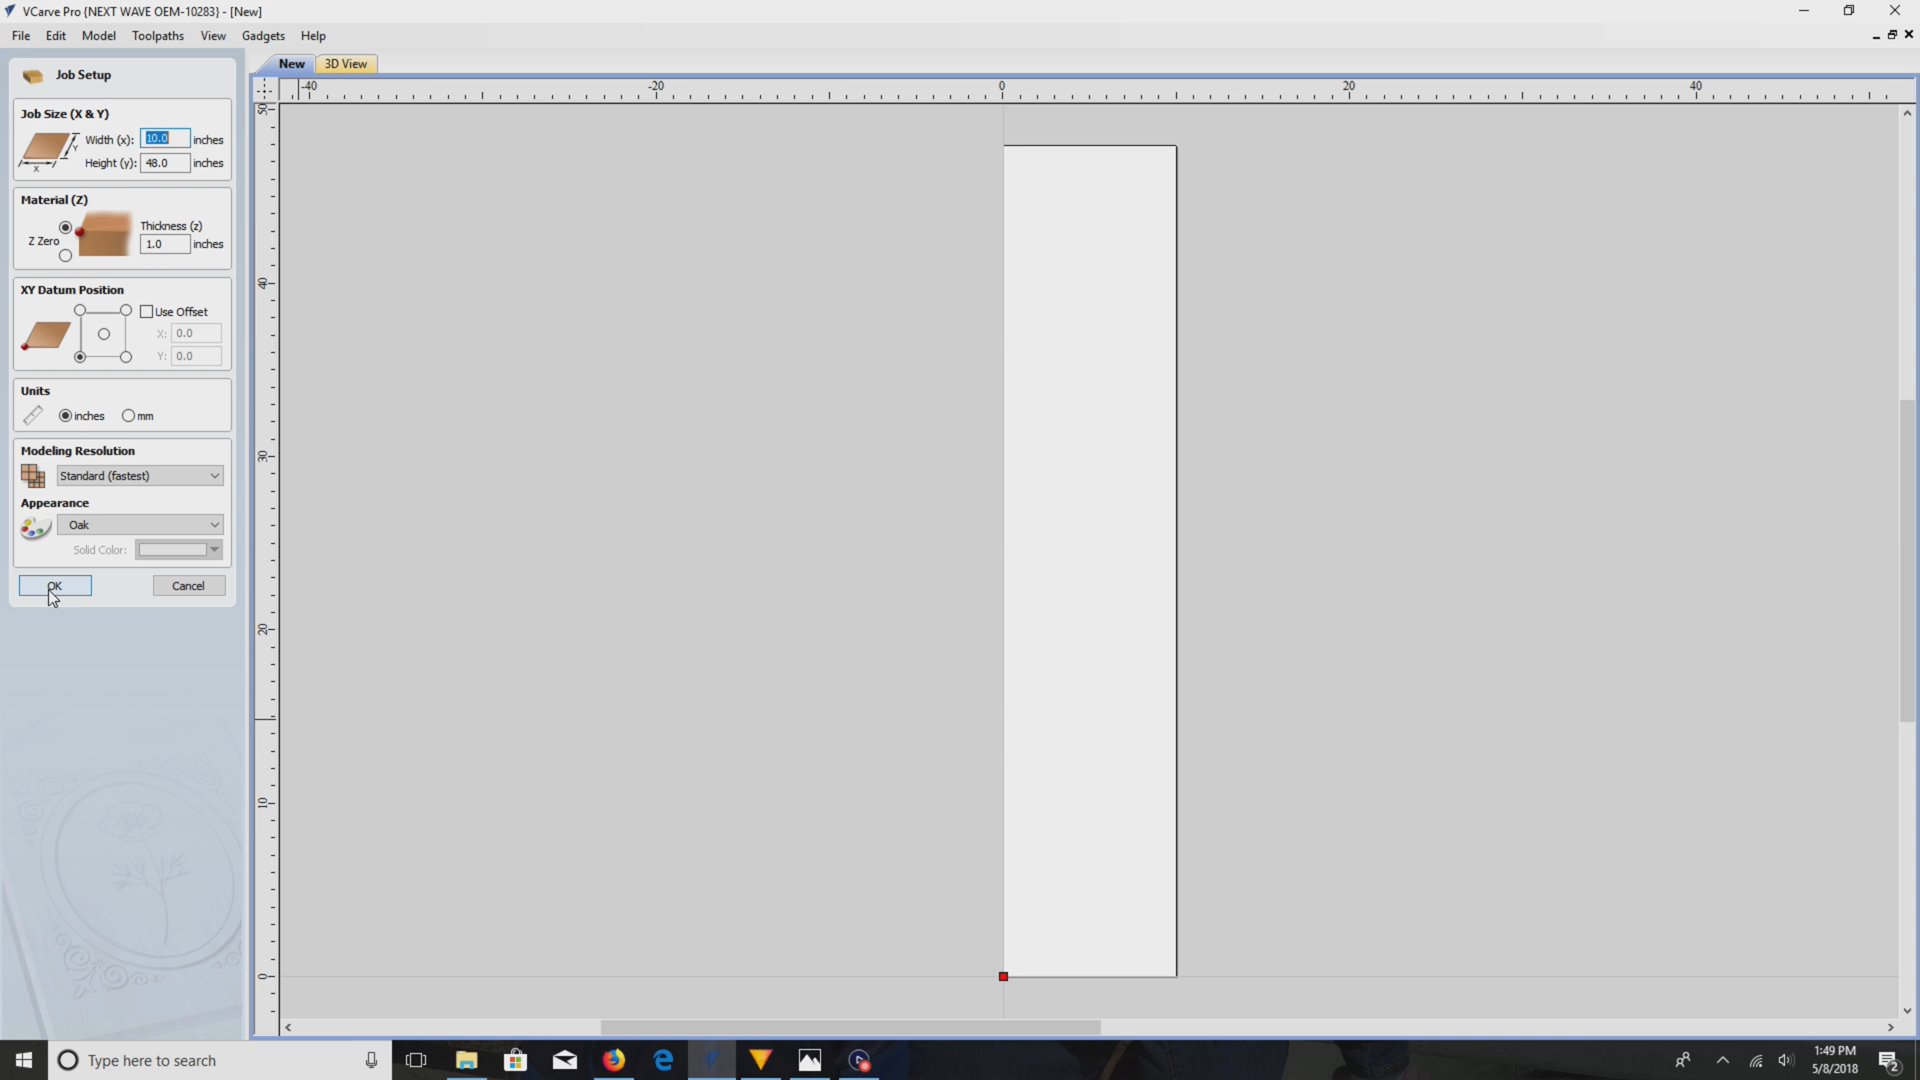 VCarve Pro {NEXT WAVE OEM-10283} - [New]
File Edit Model Toolpaths View Gadgets Help
New 3D View
Job Setup
Job Size (X & Y)
Width (x): 10.0 inches
Height (y): 48.0 inches
Y
X
Material (Z)
Thickness (z)
Z Zero
1.0 inches
XY Datum Position
Use Offset
X: 0.0
Y: 0.0
Units
inches mm
Modeling Resolution
Standard (fastest)
Appearance
Oak
Solid Color:
OK Cancel
-40 -20 0 20 40
50
40
30
20
10
0
Type here to search
1:49 PM
5/8/2018
2